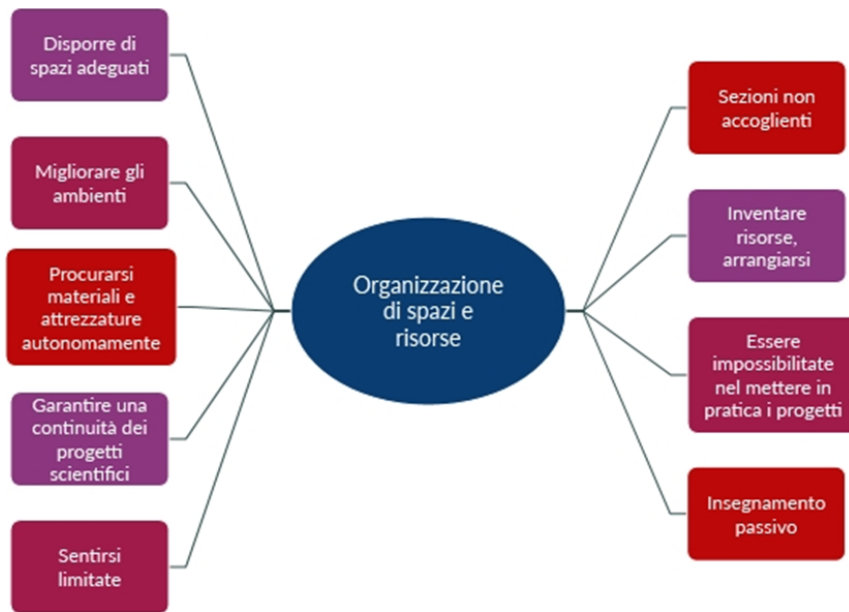 Disporre di
spazi adeguati
Migliorare gli
ambienti
Procurarsi
materiali e
attrezzature
autonomamente
Garantire una
continuità dei
progetti
scientifici
Sentirsi
limitate
Organizzazione
di spazi e
risorse
Sezioni non
accoglienti
Inventare
risorse,
arrangiarsi
Essere
impossibilitate
nel mettere in
pratica i progetti
Insegnamento
passivo